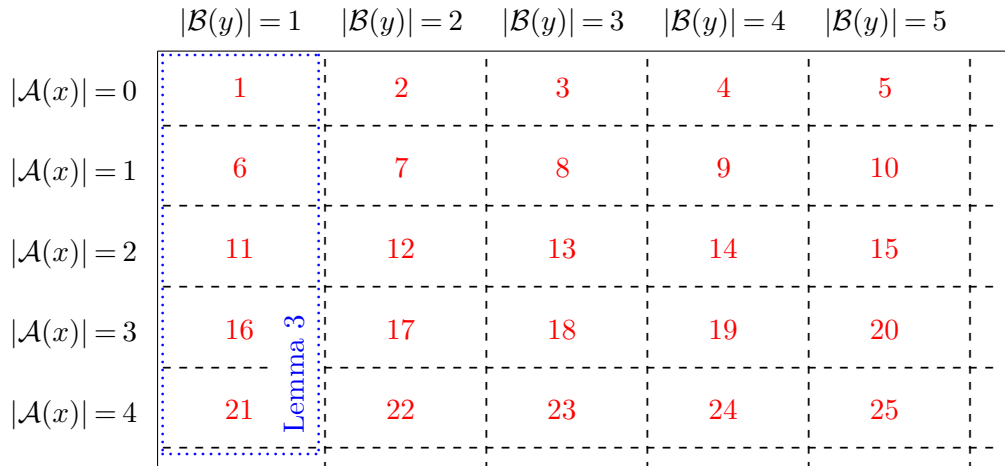 |𝓑(y)| = 1 |𝓑(y)| = 2 |𝓑(y)| = 3 |𝓑(y)| = 4 |𝓑(y)| = 5
|𝓐(x)| = 0 1 2 3 4 5
|𝓐(x)| = 1 6 7 8 9 10
|𝓐(x)| = 2 11 12 13 14 15
|𝓐(x)| = 3 16 17 18 19 20
|𝓐(x)| = 4 21 22 23 24 25
Lemma 3